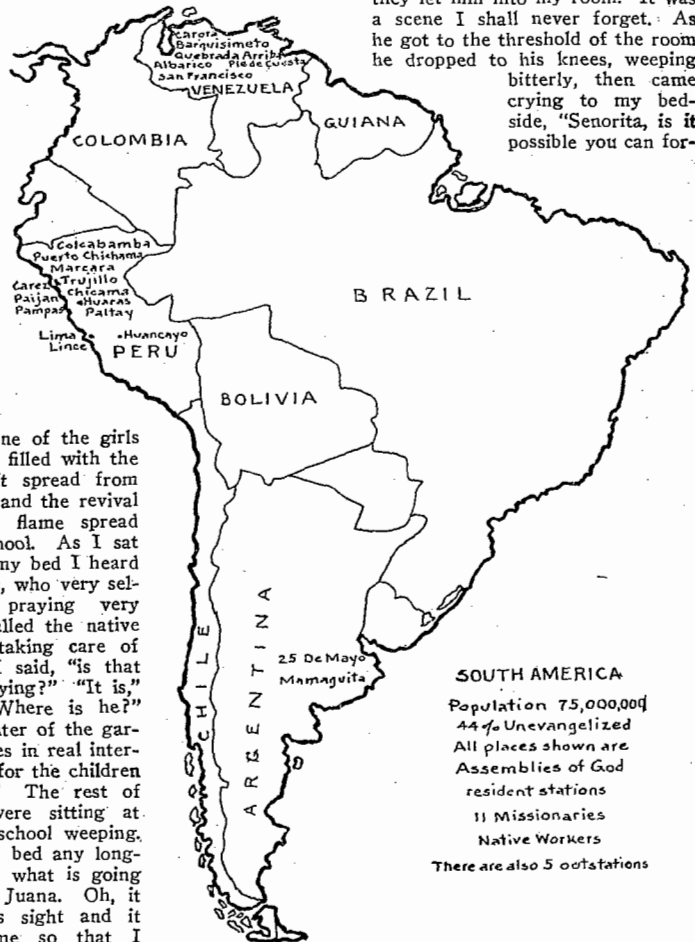 they let him into my room. It was
a scene I shall never forget. As
he got to the threshold of the room
he dropped to his knees, weeping
bitterly, then came
crying to my bed-
side, "Senorita, is it
possible you can for-
Carora
Barquisimeto
Quebrada Arriba
Albarico Pie de Cuesta
San Francisco
VENEZUELA
COLOMBIA
GUIANA
Colcabamba
Puerto Chichama
Marcara
Carez Trujillo
Paijan Chicama
Pampas Huaras
Paltay
Lima Huancayo
Lince PERU
BRAZIL
BOLIVIA
CHILE
ARGENTINA
25 De Mayo
Mamaguita
ne of the girls
filled with the
t spread from
and the revival
flame spread
hool. As I sat
ny bed I heard
, who very sel-
praying very
lled the native
taking care of
I said, "is that
ying?" "It is,"
Where is he?"
ter of the gar-
es in real inter-
for the children
The rest of
vere sitting at
school weeping.
bed any long-
what is going
Juana. Oh, it
s sight and it
me so that I
SOUTH AMERICA
Population 75,000,000
44% Unevangelized
All places shown are
Assemblies of God
resident stations
11 Missionaries
Native Workers
There are also 5 outstations